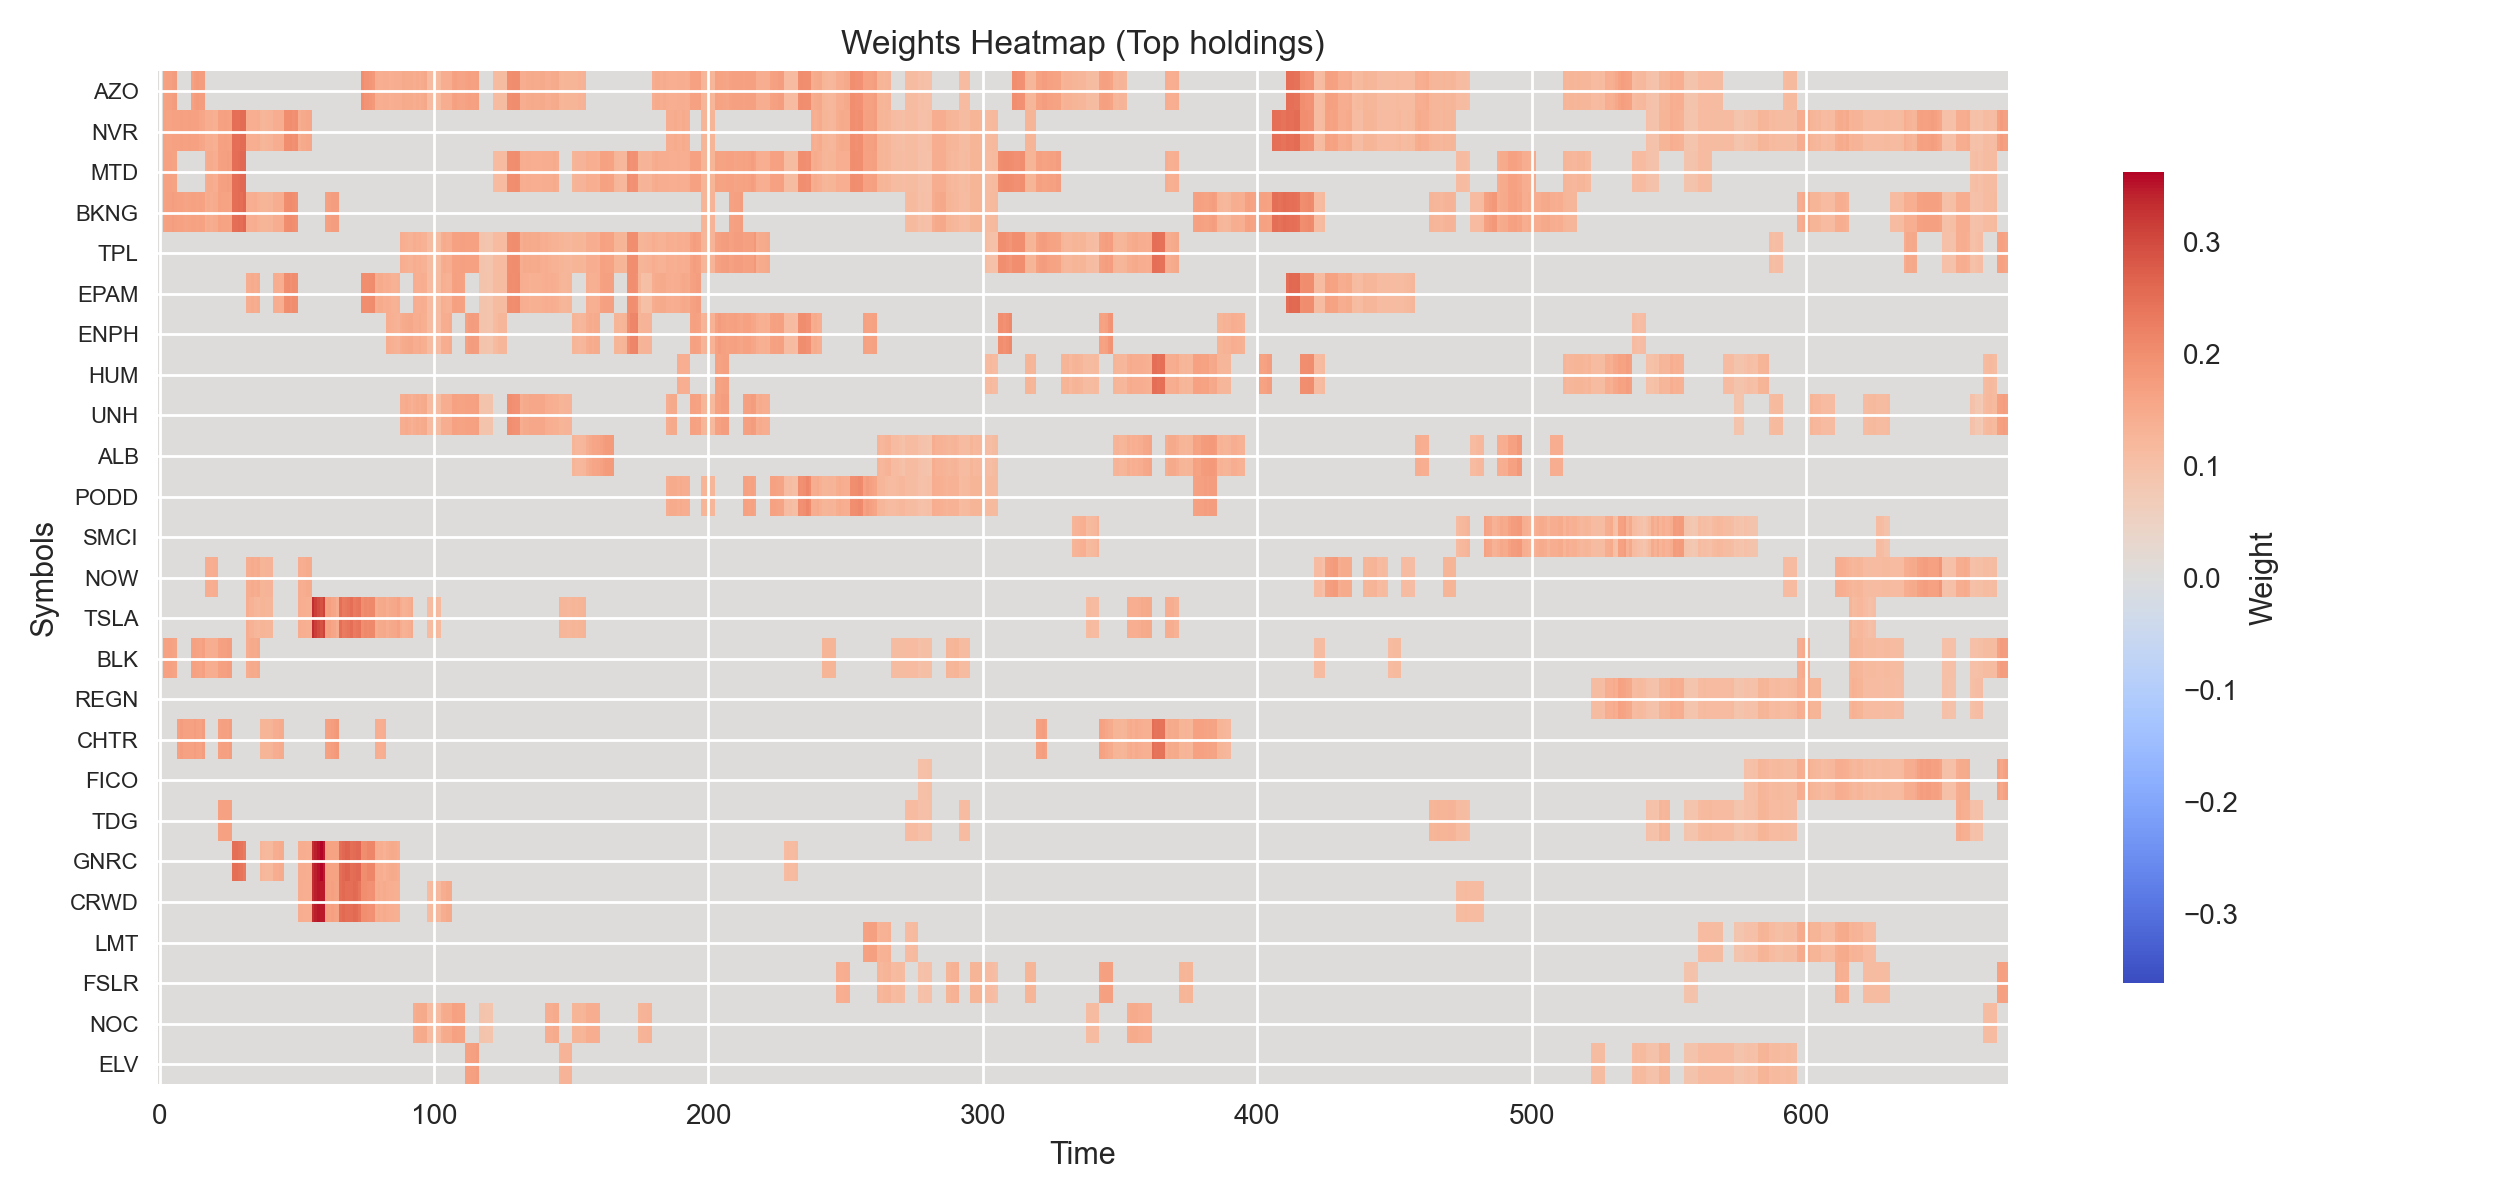 Weights Heatmap (Top holdings)
AZO
NVR
MTD
BKNG
TPL
EPAM
ENPH
HUM
UNH
ALB
PODD
SMCI
NOW
TSLA
BLK
REGN
CHTR
FICO
TDG
GNRC
CRWD
LMT
FSLR
NOC
ELV
Symbols
0 100 200 300 400 500 600
Time
0.3
0.2
0.1
0.0
−0.1
−0.2
−0.3
Weight